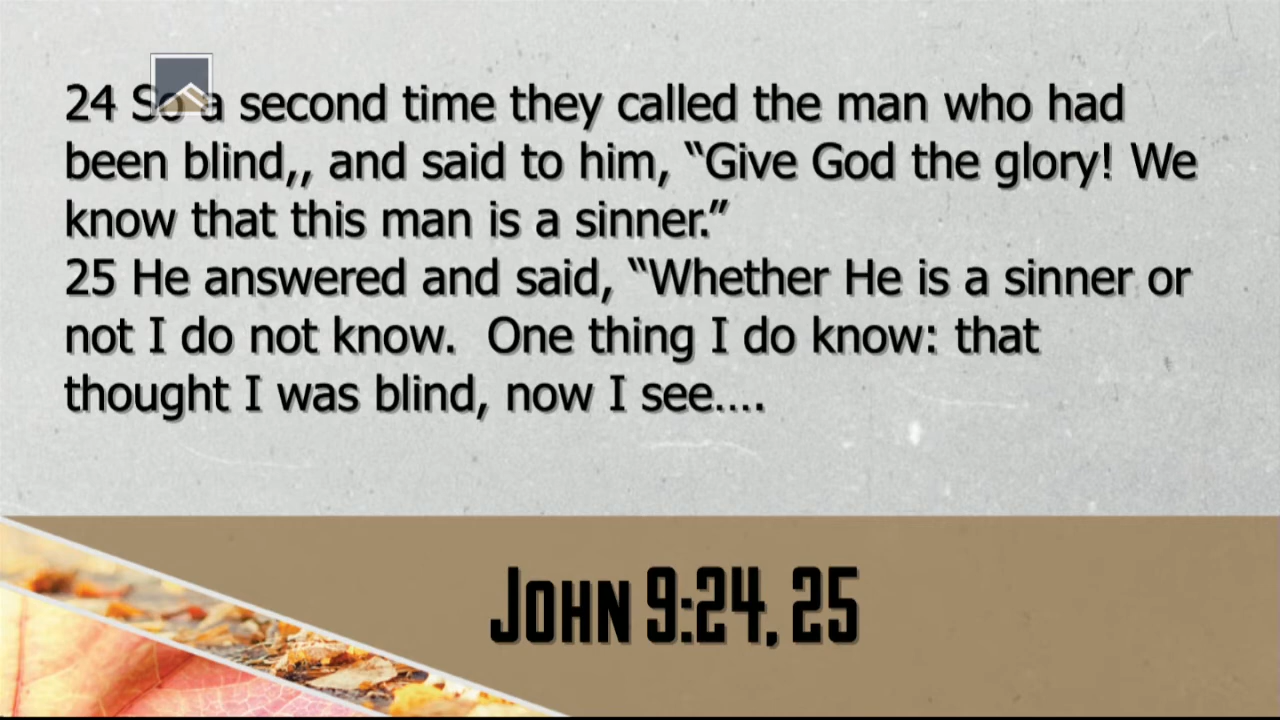 24 So a second time they called the man who had
been blind,, and said to him, “Give God the glory! We
know that this man is a sinner.”
25 He answered and said, “Whether He is a sinner or
not I do not know.  One thing I do know: that
thought I was blind, now I see….
John 9:24, 25